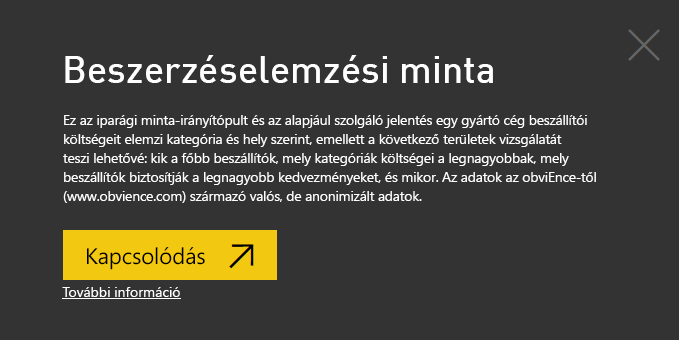 Beszerzéselemzési minta
Ez az iparági minta-irányítópult és az alapjául szolgáló jelentés egy gyártó cég beszállítói
költségeit elemzi kategória és hely szerint, emellett a következő területek vizsgálatát
teszi lehetővé: kik a főbb beszállítók, mely kategóriák költségei a legnagyobbak, mely
beszállítók biztosítják a legnagyobb kedvezményeket, és mikor. Az adatok az obviEnce-től
(www.obvience.com) származó valós, de anonimizált adatok.
Kapcsolódás
További információ